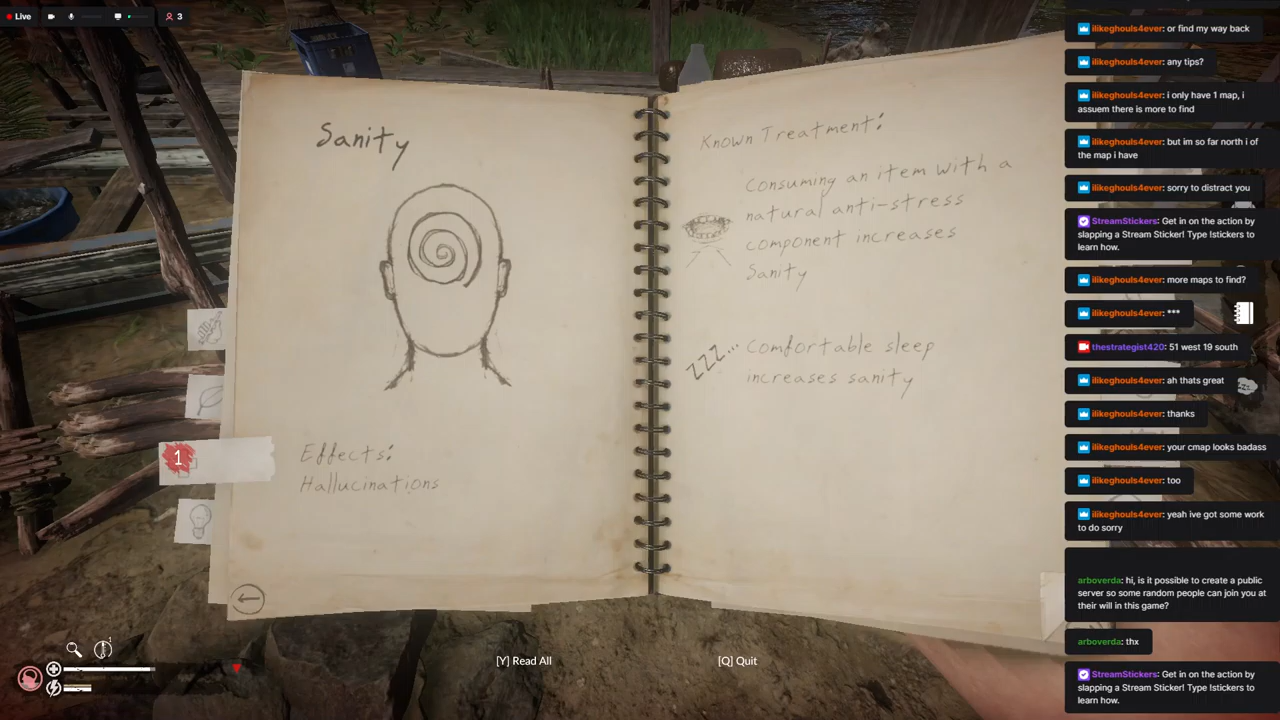 Live
3
Sanity
Effects:
Hallucinations
Known Treatment:
Consuming an item with a
natural anti-stress
component increases
Sanity
zzz... Comfortable sleep
increases sanity
1
[Y] Read All
[Q] Quit
ilikeghouls4ever: or find my way back
ilikeghouls4ever: any tips?
ilikeghouls4ever: i only have 1 map, i
assuem there is more to find
ilikeghouls4ever: but im so far north i of
the map i have
ilikeghouls4ever: sorry to distract you
StreamStickers: Get in on the action by
slapping a Stream Sticker! Type !stickers to
learn how.
ilikeghouls4ever: more maps to find?
ilikeghouls4ever: ***
thestrategist420: 51 west 19 south
ilikeghouls4ever: ah thats great
ilikeghouls4ever: thanks
ilikeghouls4ever: your cmap looks badass
ilikeghouls4ever: too
ilikeghouls4ever: yeah ive got some work
to do sorry
arboverda: hi, is it possible to create a public
server so some random people can join you at
their will in this game?
arboverda: thx
StreamStickers: Get in on the action by
slapping a Stream Sticker! Type !stickers to
learn how.